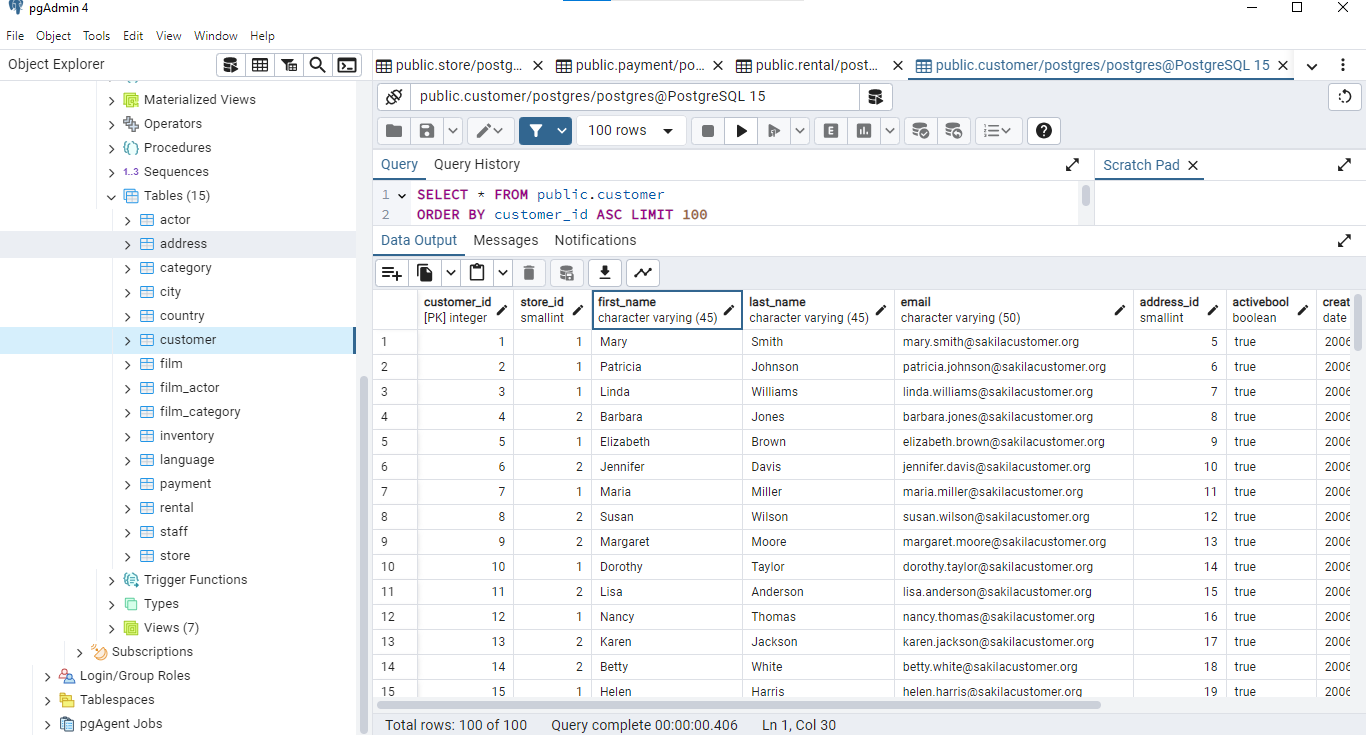 pgAdmin 4
File Object Tools Edit View Window Help
Object Explorer
Materialized Views
Operators
Procedures
1..3 Sequences
Tables (15)
actor
address
category
city
country
customer
film
film_actor
film_category
inventory
language
payment
rental
staff
store
Trigger Functions
Types
Views (7)
Subscriptions
Login/Group Roles
Tablespaces
pgAgent Jobs
public.store/postg... public.payment/po... public.rental/post... public.customer/postgres/postgres@PostgreSQL 15
public.customer/postgres/postgres@PostgreSQL 15
100 rows E
Query Query History Scratch Pad
1 SELECT * FROM public.customer
2 ORDER BY customer_id ASC LIMIT 100
Data Output Messages Notifications
customer_id store_id first_name last_name email address_id activebool creat
[PK] integer smallint character varying (45) character varying (45) character varying (50) smallint boolean date
1 1 1 Mary Smith mary.smith@sakilacustomer.org 5 true 2006
2 2 1 Patricia Johnson patricia.johnson@sakilacustomer.org 6 true 2006
3 3 1 Linda Williams linda.williams@sakilacustomer.org 7 true 2006
4 4 2 Barbara Jones barbara.jones@sakilacustomer.org 8 true 2006
5 5 1 Elizabeth Brown elizabeth.brown@sakilacustomer.org 9 true 2006
6 6 2 Jennifer Davis jennifer.davis@sakilacustomer.org 10 true 2006
7 7 1 Maria Miller maria.miller@sakilacustomer.org 11 true 2006
8 8 2 Susan Wilson susan.wilson@sakilacustomer.org 12 true 2006
9 9 2 Margaret Moore margaret.moore@sakilacustomer.org 13 true 2006
10 10 1 Dorothy Taylor dorothy.taylor@sakilacustomer.org 14 true 2006
11 11 2 Lisa Anderson lisa.anderson@sakilacustomer.org 15 true 2006
12 12 1 Nancy Thomas nancy.thomas@sakilacustomer.org 16 true 2006
13 13 2 Karen Jackson karen.jackson@sakilacustomer.org 17 true 2006
14 14 2 Betty White betty.white@sakilacustomer.org 18 true 2006
15 15 1 Helen Harris helen.harris@sakilacustomer.org 19 true 2006
Total rows: 100 of 100 Query complete 00:00:00.406 Ln 1, Col 30